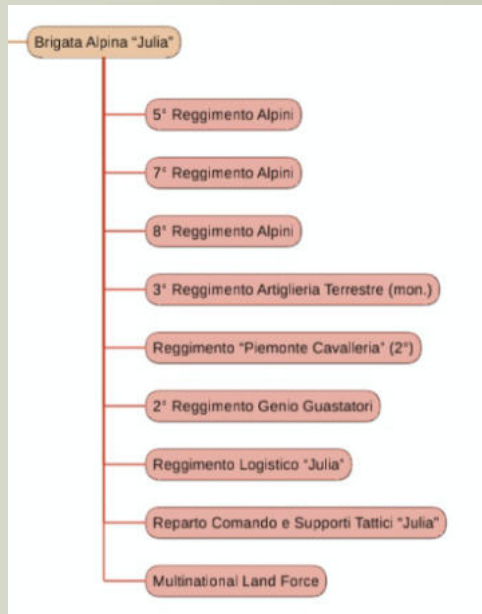 Brigata Alpina "Julia"
5° Reggimento Alpini
7° Reggimento Alpini
8° Reggimento Alpini
3° Reggimento Artiglieria Terrestre (mon.)
Reggimento "Piemonte Cavalleria" (2°)
2° Reggimento Genio Guastatori
Reggimento Logistico "Julia"
Reparto Comando e Supporti Tattici "Julia"
Multinational Land Force